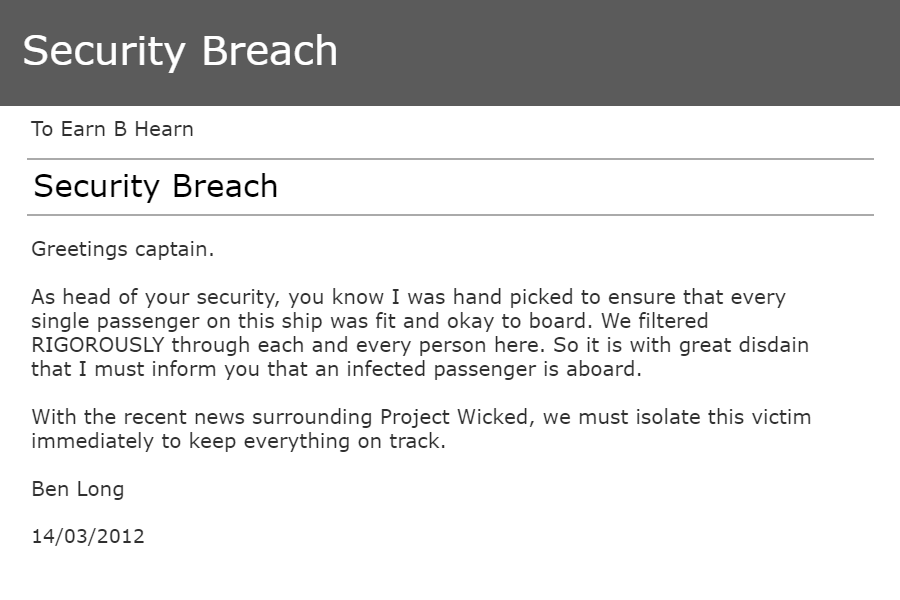 Security Breach
To Earn B Hearn
Security Breach
Greetings captain.
As head of your security, you know I was hand picked to ensure that every
single passenger on this ship was fit and okay to board. We filtered
RIGOROUSLY through each and every person here. So it is with great disdain
that I must inform you that an infected passenger is aboard.
With the recent news surrounding Project Wicked, we must isolate this victim
immediately to keep everything on track.
Ben Long
14/03/2012